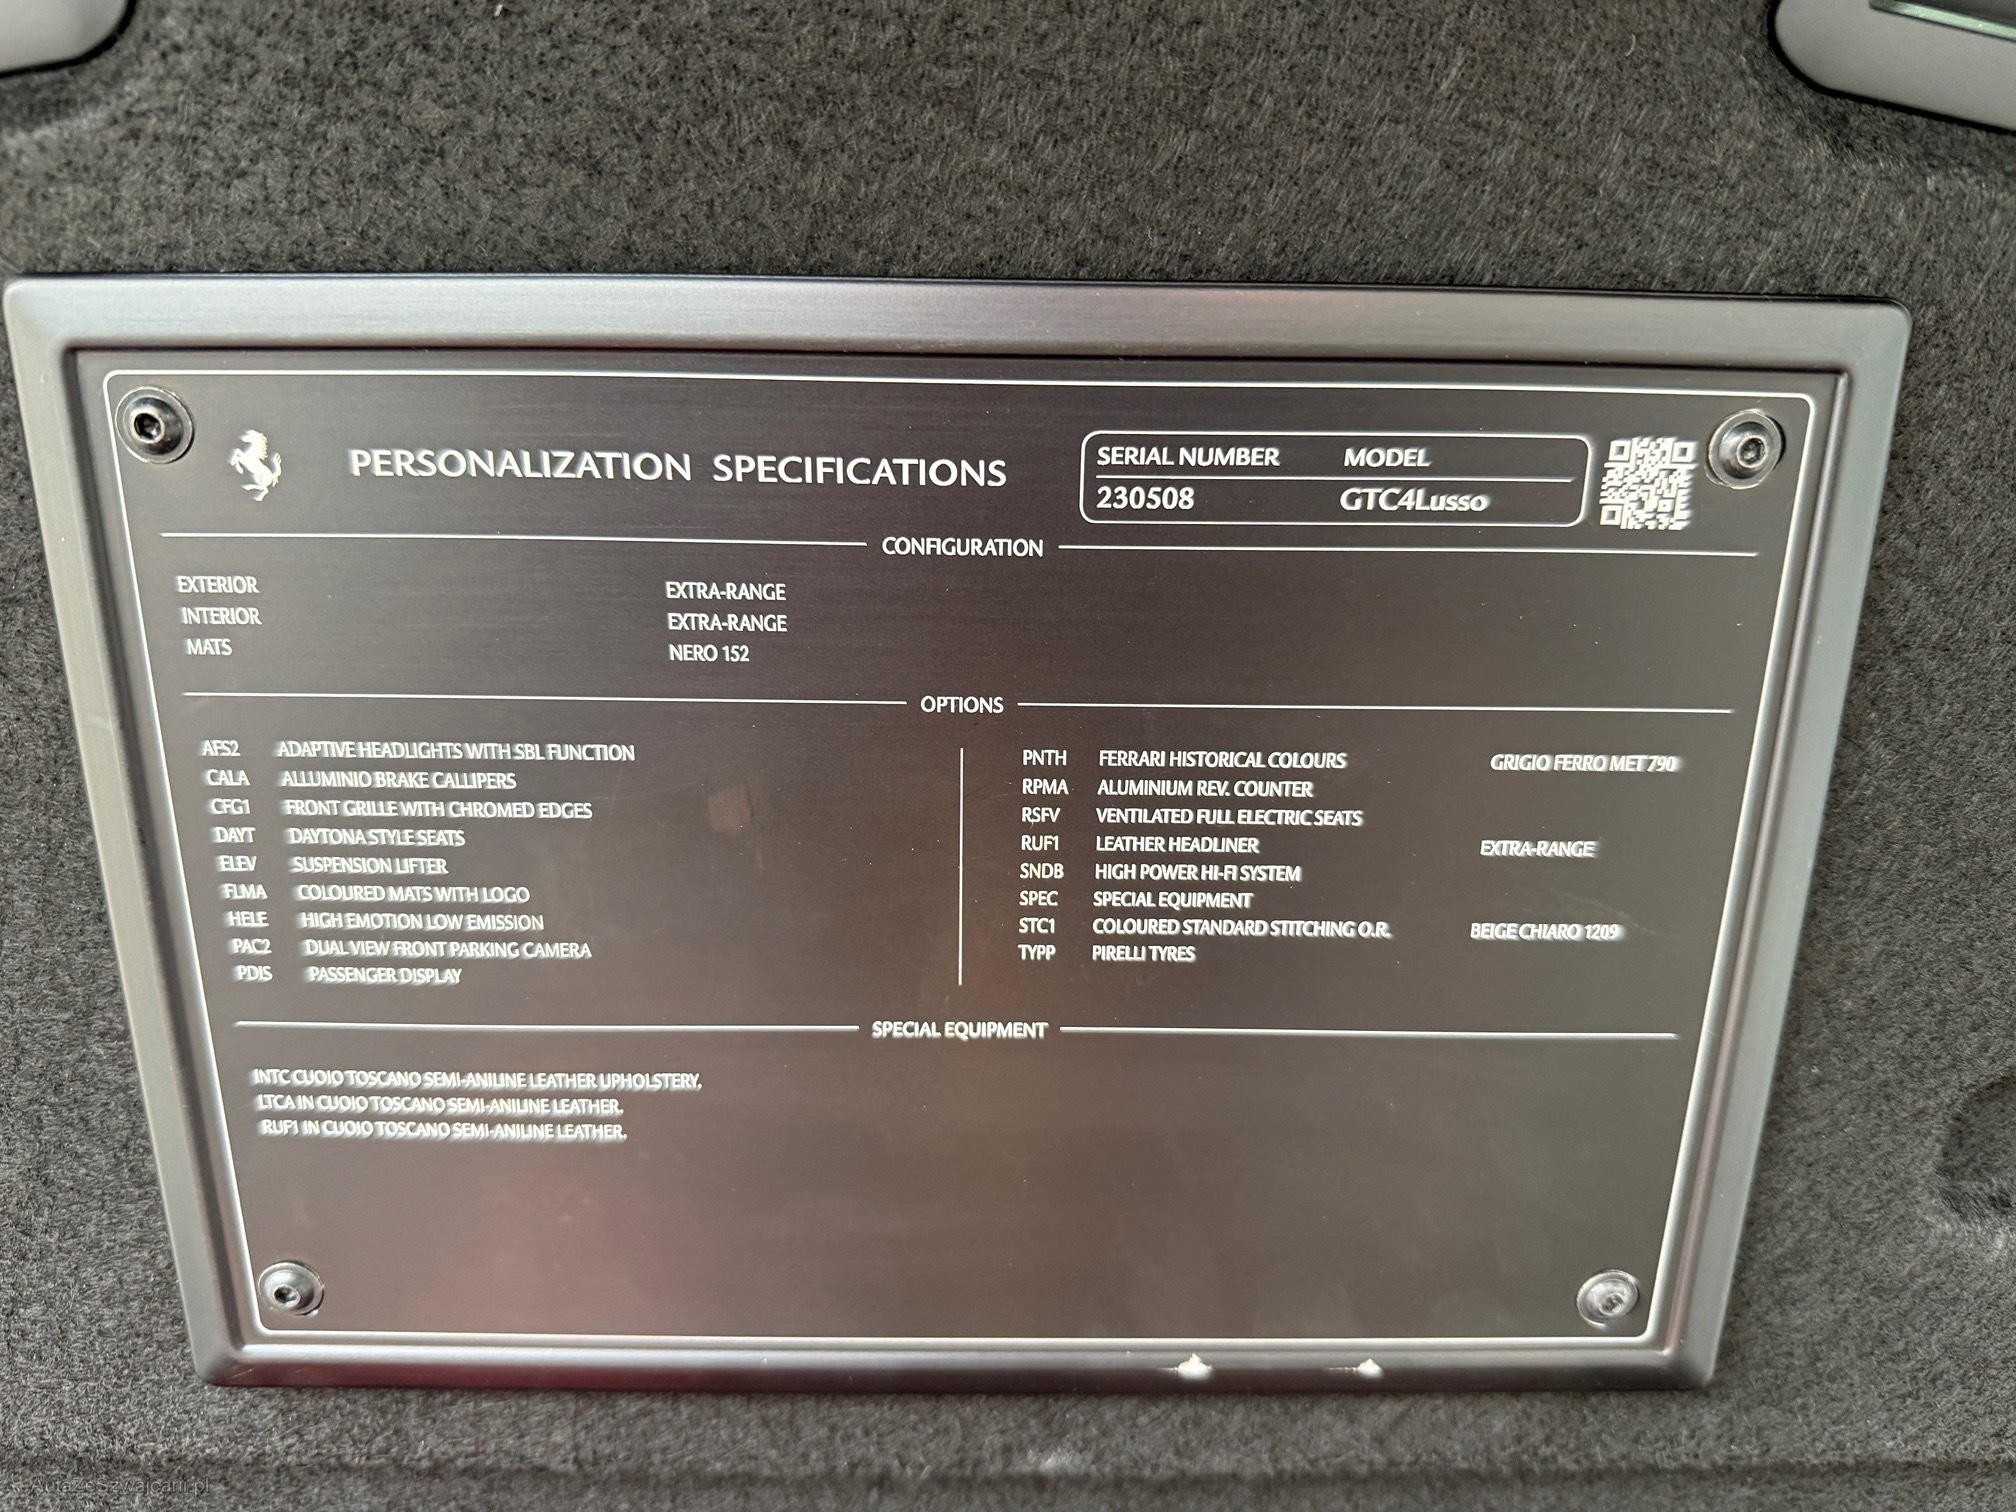 PERSONALIZATION SPECIFICATIONS
SERIAL NUMBER MODEL
230508 GTC4Lusso
CONFIGURATION
EXTERIOR EXTRA-RANGE
INTERIOR EXTRA-RANGE
MATS NERO 152
OPTIONS
AFS2 ADAPTIVE HEADLIGHTS WITH SBL FUNCTION
CALA ALLUMINIO BRAKE CALLIPERS
CFG1 FRONT GRILLE WITH CHROMED EDGES
DAYT DAYTONA STYLE SEATS
ELEV SUSPENSION LIFTER
FLMA COLOURED MATS WITH LOGO
HELE HIGH EMOTION LOW EMISSION
PAC2 DUAL VIEW FRONT PARKING CAMERA
PDIS PASSENGER DISPLAY
PNTH FERRARI HISTORICAL COLOURS GRIGIO FERRO MET 790
RPMA ALUMINIUM REV. COUNTER
RSFV VENTILATED FULL ELECTRIC SEATS
RUF1 LEATHER HEADLINER EXTRA-RANGE
SNDB HIGH POWER HI-FI SYSTEM
SPEC SPECIAL EQUIPMENT
STC1 COLOURED STANDARD STITCHING O.R. BEIGE CHIARO 1209
TYPP PIRELLI TYRES
SPECIAL EQUIPMENT
INTC CUOIO TOSCANO SEMI-ANILINE LEATHER UPHOLSTERY,
LTCA IN CUOIO TOSCANO SEMI-ANILINE LEATHER,
RUF1 IN CUOIO TOSCANO SEMI-ANILINE LEATHER,
AutaZeSzwajcarii.pl